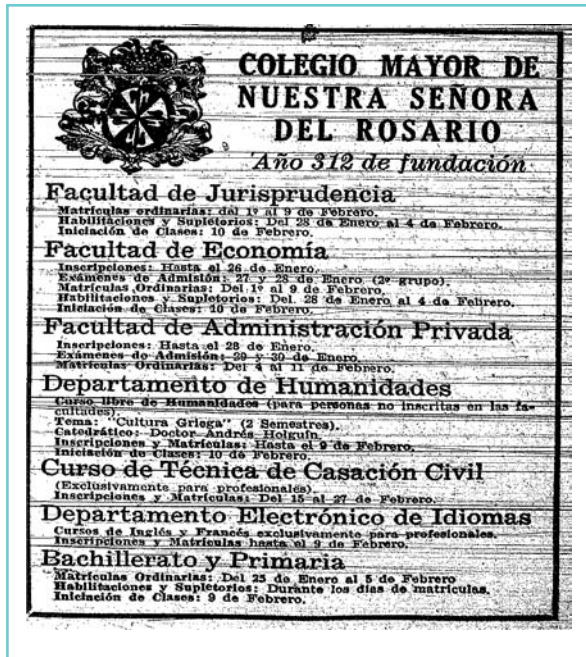 COLEGIO MAYOR DE
NUESTRA SEÑORA
DEL ROSARIO
Año 312 de fundación
Facultad de Jurisprudencia
Matrículas ordinarias: del 1º al 9 de Febrero.
Habilitaciones y Supletorios: Del 28 de Enero al 4 de Febrero.
Iniciación de Clases: 10 de Febrero.
Facultad de Economía
Inscripciones: Hasta el 26 de Enero.
Exámenes de Admisión: 27 y 28 de Enero (2º grupo).
Matrículas Ordinarias: Del 1º al 9 de Febrero.
Habilitaciones y Supletorios: Del 28 de Enero al 4 de Febrero.
Iniciación de Clases: 10 de Febrero.
Facultad de Administración Privada
Inscripciones: Hasta el 28 de Enero.
Exámenes de Admisión: 29 y 30 de Enero.
Matrículas Ordinarias: Del 4 al 11 de Febrero.
Departamento de Humanidades
Curso libre de Humanidades (para personas no inscritas en las fa-
cultades).
Tema: "Cultura Griega" (2 Semestres).
Catedrático: Doctor Andrés Holguín.
Inscripciones y Matrículas: Hasta el 9 de Febrero.
Iniciación de Clases: 10 de Febrero.
Curso de Técnica de Casación Civil
(Exclusivamente para profesionales).
Inscripciones y Matrículas: Del 15 al 27 de Febrero.
Departamento Electrónico de Idiomas
Cursos de Inglés y Francés exclusivamente para profesionales.
Inscripciones y Matrículas hasta el 9 de Febrero.
Bachillerato y Primaria
Matrículas Ordinarias: Del 25 de Enero al 5 de Febrero
Habilitaciones y Supletorios: Durante los días de matrículas.
Iniciación de Clases: 9 de Febrero.